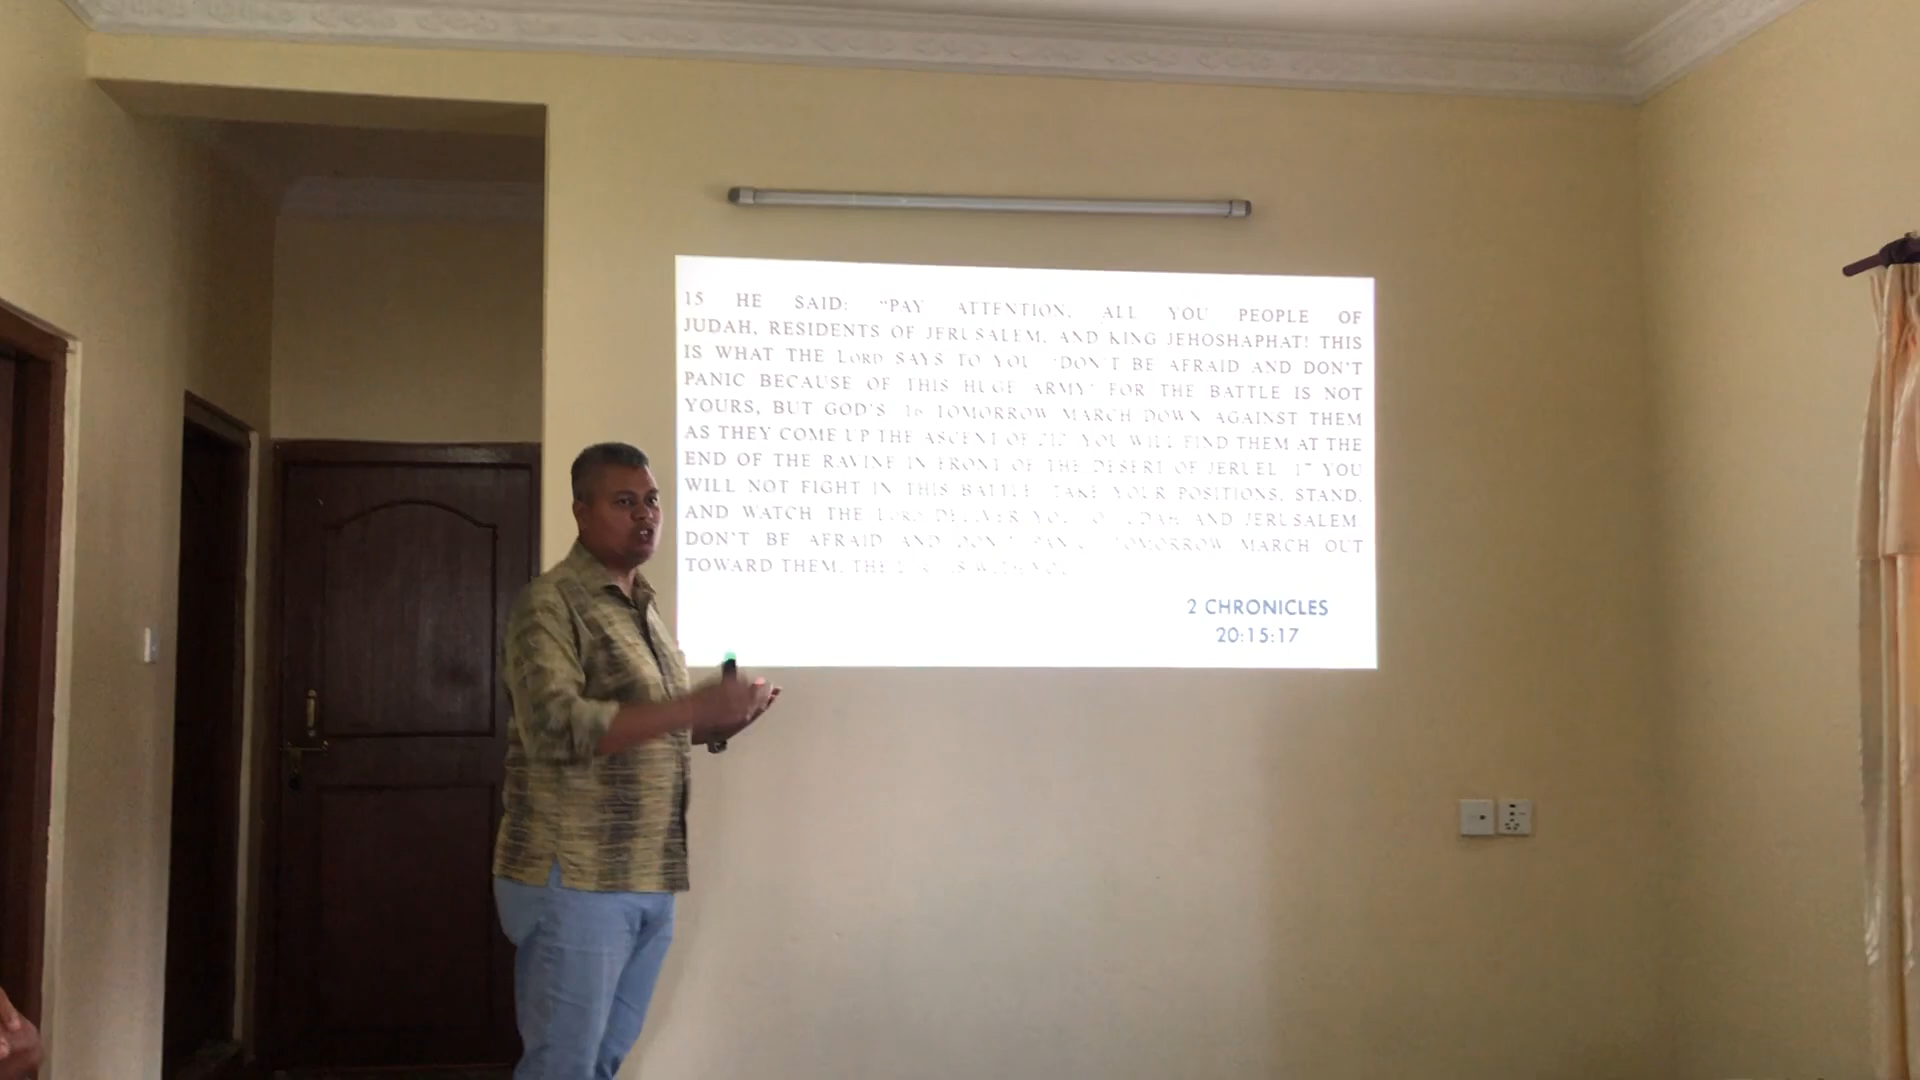 15 HE SAID: “PAY ATTENTION, ALL YOU PEOPLE OF
JUDAH, RESIDENTS OF JERUSALEM, AND KING JEHOSHAPHAT! THIS
IS WHAT THE LORD SAYS TO YOU ‘DON’T BE AFRAID AND DON’T
PANIC BECAUSE OF THIS HUGE ARMY’ FOR THE BATTLE IS NOT
YOURS, BUT GOD’S. 16 TOMORROW MARCH DOWN AGAINST THEM
AS THEY COME UP THE ASCENT OF ZIZ. YOU WILL FIND THEM AT THE
END OF THE RAVINE IN FRONT OF THE DESERT OF JERUEL. 17 YOU
WILL NOT FIGHT IN THIS BATTLE. TAKE YOUR POSITIONS, STAND,
AND WATCH THE LORD DELIVER YOU, O JUDAH AND JERUSALEM.
DON’T BE AFRAID AND DON’T PANIC! TOMORROW MARCH OUT
TOWARD THEM. THE LORD IS WITH YOU
2 CHRONICLES
20:15:17